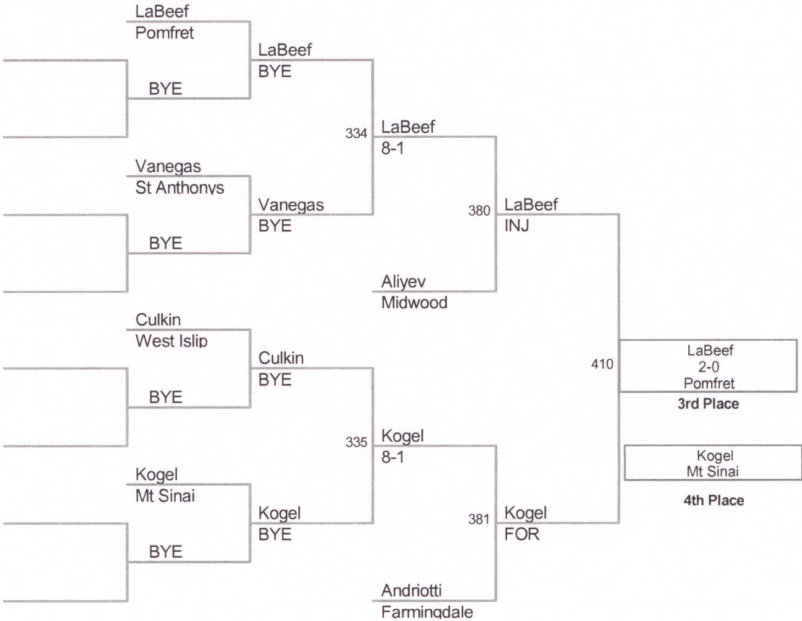 LaBeef
Pomfret
BYE
LaBeef
BYE
Vanegas
St Anthonys
BYE
Vanegas
BYE
334
LaBeef
8-1
Aliyev
Midwood
380
LaBeef
INJ
Culkin
West Islip
BYE
Culkin
BYE
Kogel
Mt Sinai
BYE
Kogel
BYE
335
Kogel
8-1
Andriotti
Farmingdale
381
Kogel
FOR
410
LaBeef
2-0
Pomfret
3rd Place
Kogel
Mt Sinai
4th Place